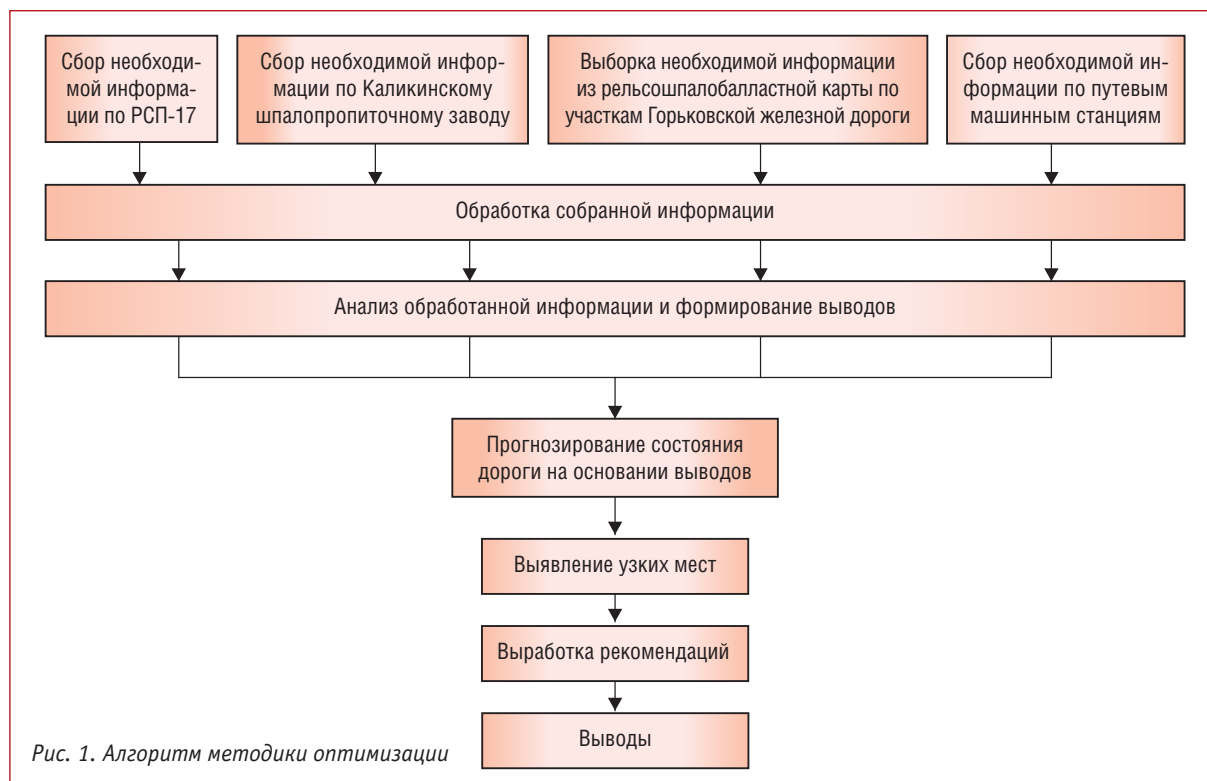 Сбор необходи-
мой информа-
ции по РСП-17
Сбор необходимой инфор-
мации по Каликинскому
шпалопропиточному заводу
Выборка необходимой информации
из рельсошпалобалластной карты по
участкам Горьковской железной дороги
Сбор необходимой ин-
формации по путевым
машинным станциям
Обработка собранной информации
Анализ обработанной информации и формирование выводов
Прогнозирование состояния
дороги на основании выводов
Выявление узких мест
Выработка рекомендаций
Выводы
Рис. 1. Алгоритм методики оптимизации